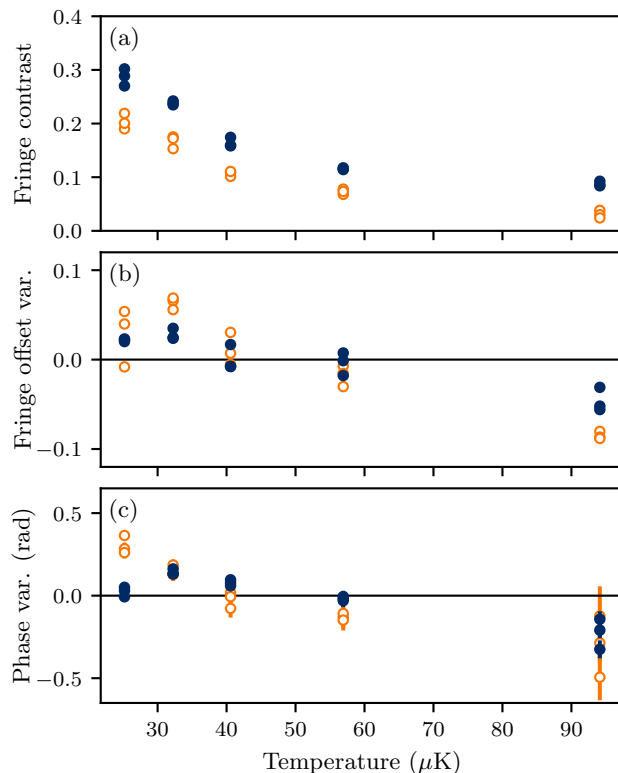 0.4
(a)
0.3
0.2
0.1
0.0
Fringe contrast
(b)
0.1
0.0
−0.1
Fringe offset var.
(c)
0.5
0.0
−0.5
Phase var. (rad)
30 40 50 60 70 80 90
Temperature (μK)